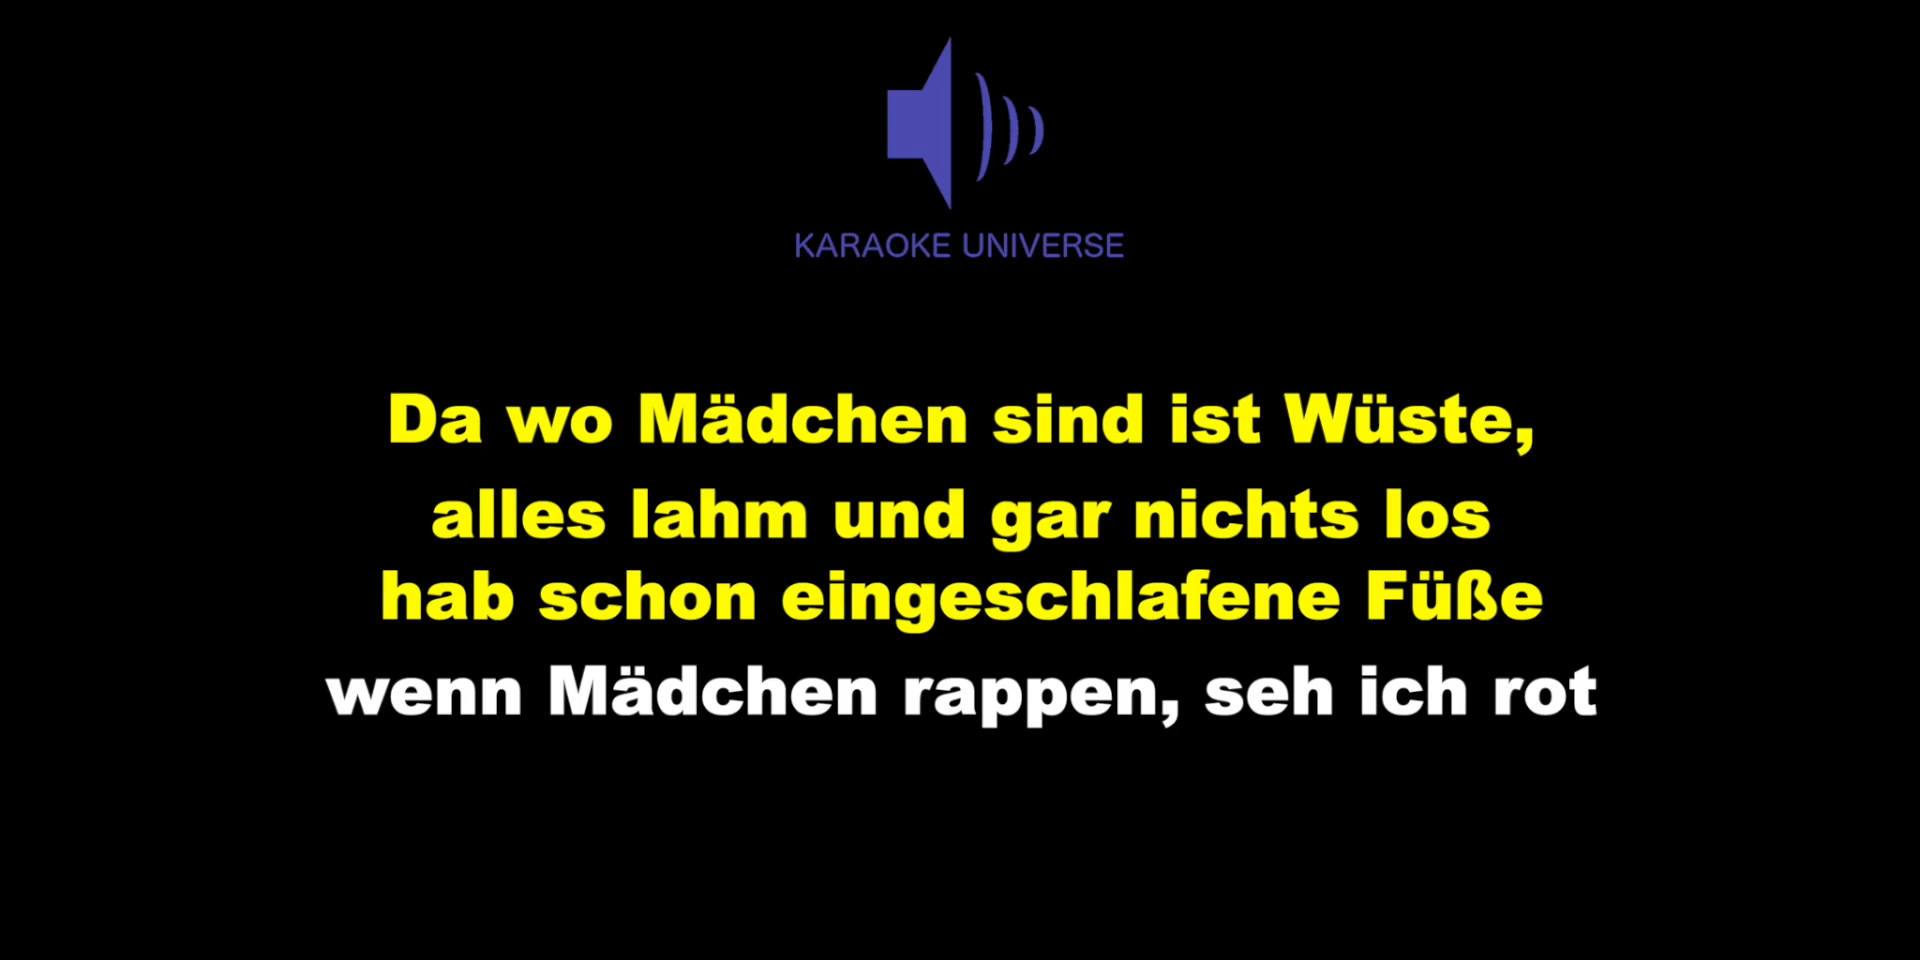 KARAOKE UNIVERSE
Da wo Mädchen sind ist Wüste,
alles lahm und gar nichts los
hab schon eingeschlafene Füße
wenn Mädchen rappen, seh ich rot